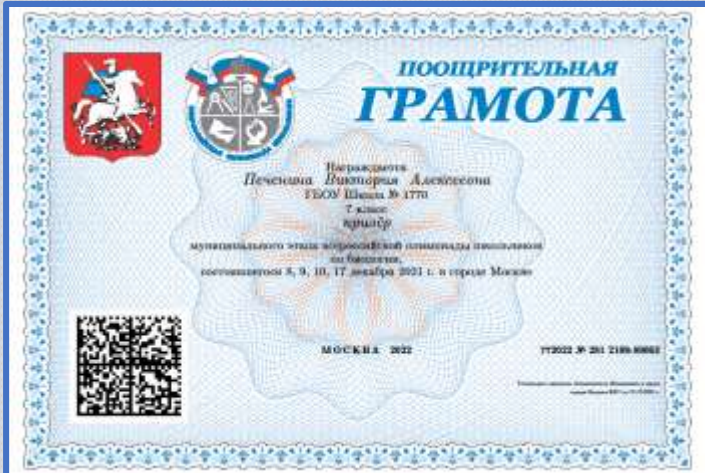 ПООЩРИТЕЛЬНАЯ
ГРАМОТА
Награждается
Печенина Виктория Алексеевна
ГБОУ Школа № 1770
7 класс
призёр
муниципального этапа всероссийской олимпиады школьников
по биологии,
состоявшегося 8, 9, 10, 17 декабря 2021 г. в городе Москве
МОСКВА 2022